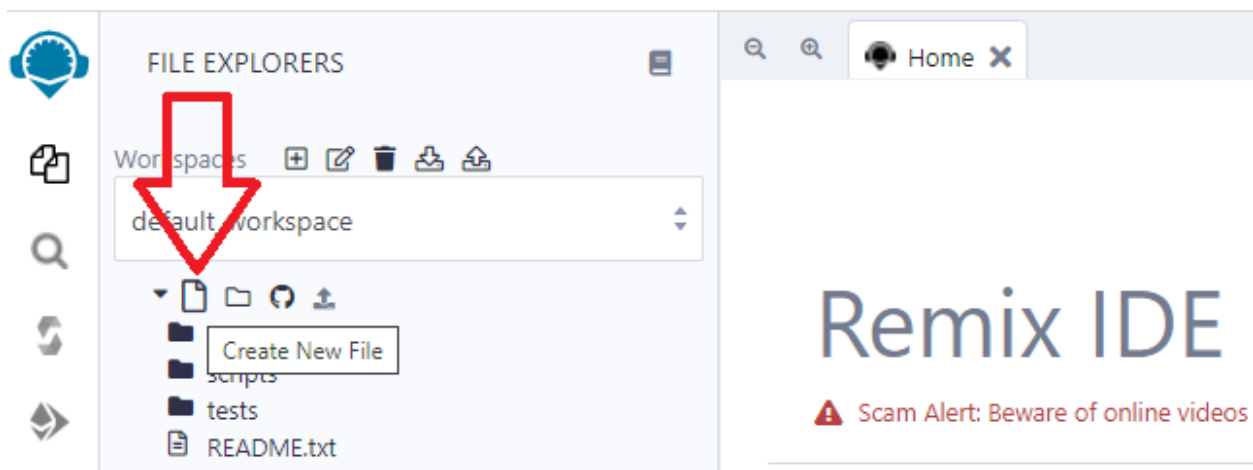 FILE EXPLORERS
Home
Workspaces
default_workspace
Create New File
scripts
tests
README.txt
Remix IDE
Scam Alert: Beware of online videos